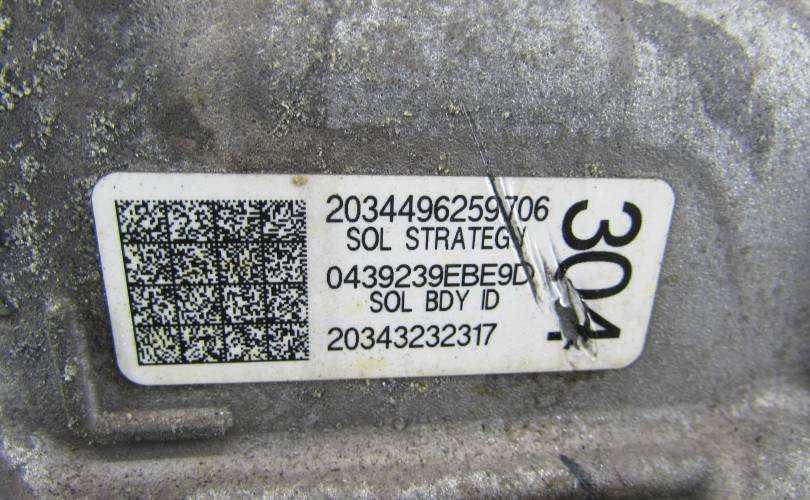 2034496259706
SOL STRATEGY
0439239EBE9D
SOL BDY ID
20343232317
304